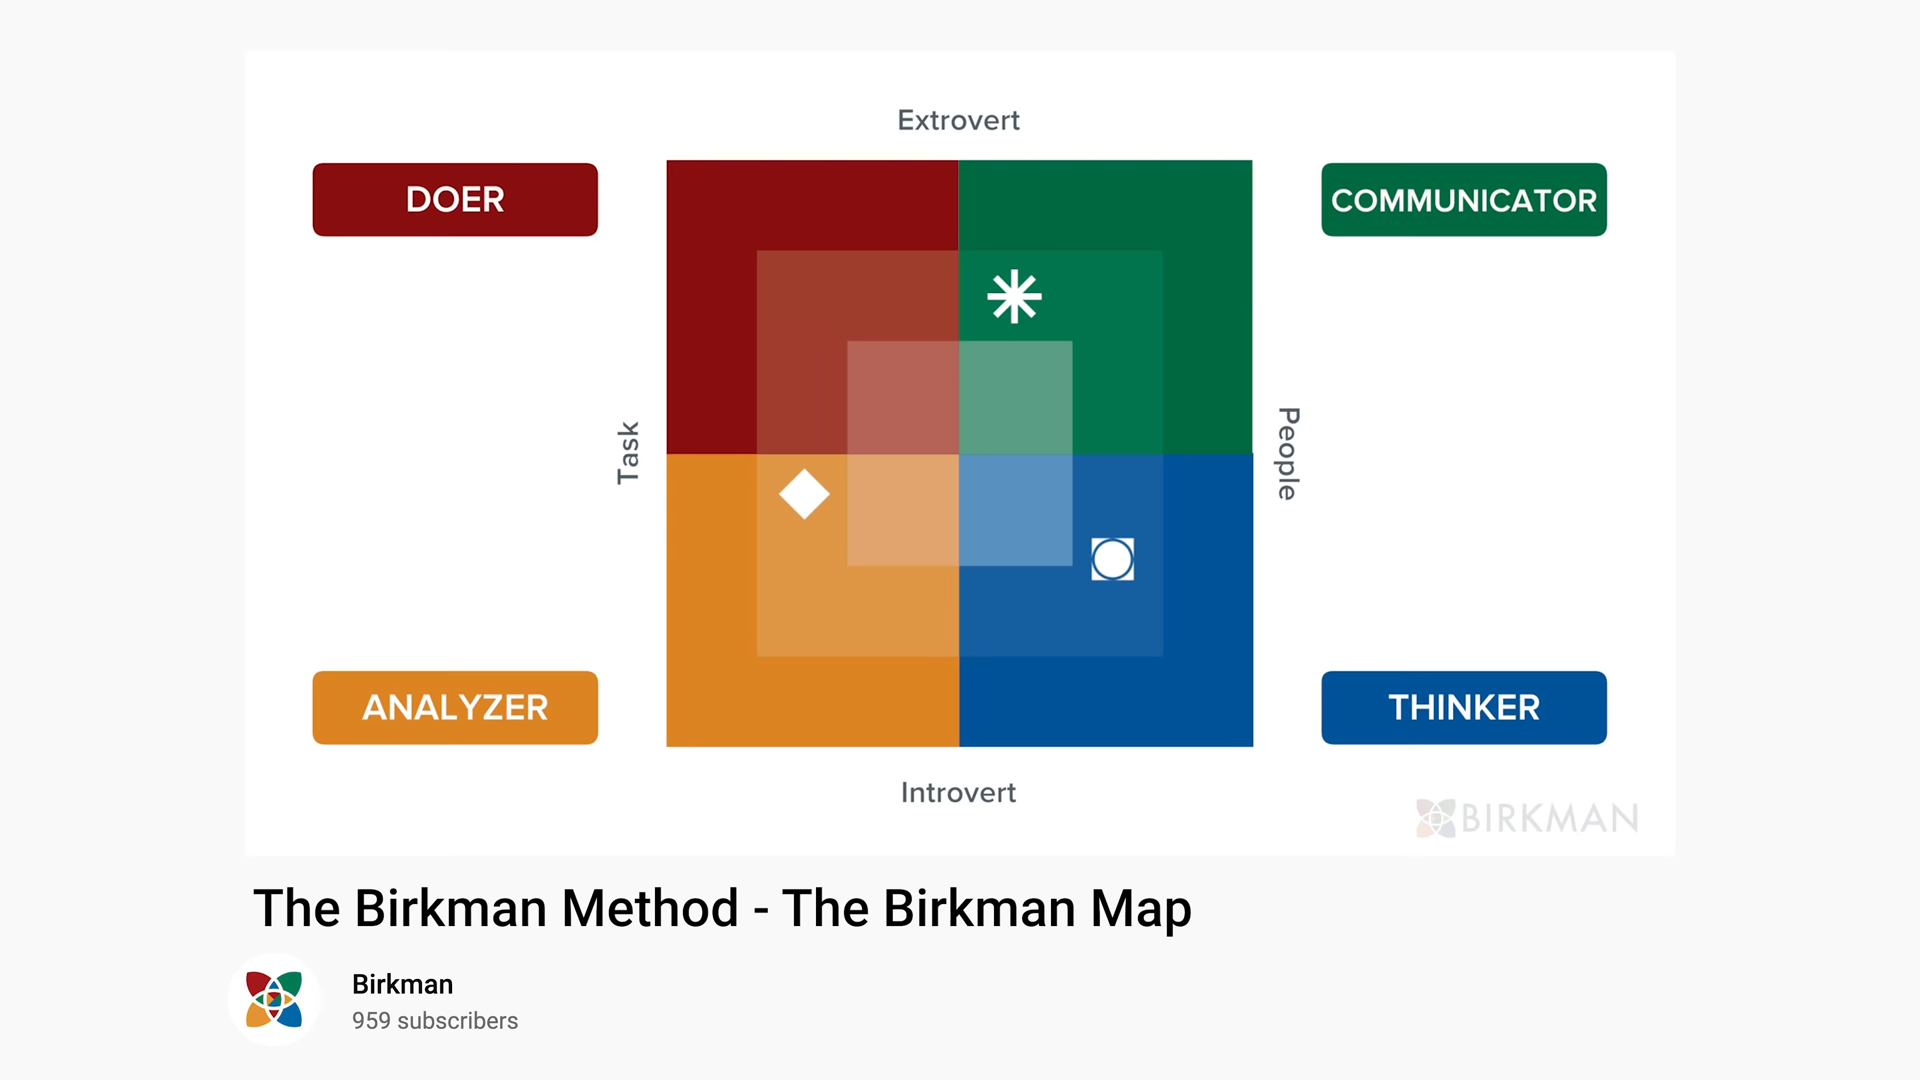 Extrovert
DOER
COMMUNICATOR
Task
People
ANALYZER
THINKER
Introvert
BIRKMAN
The Birkman Method - The Birkman Map
Birkman
959 subscribers